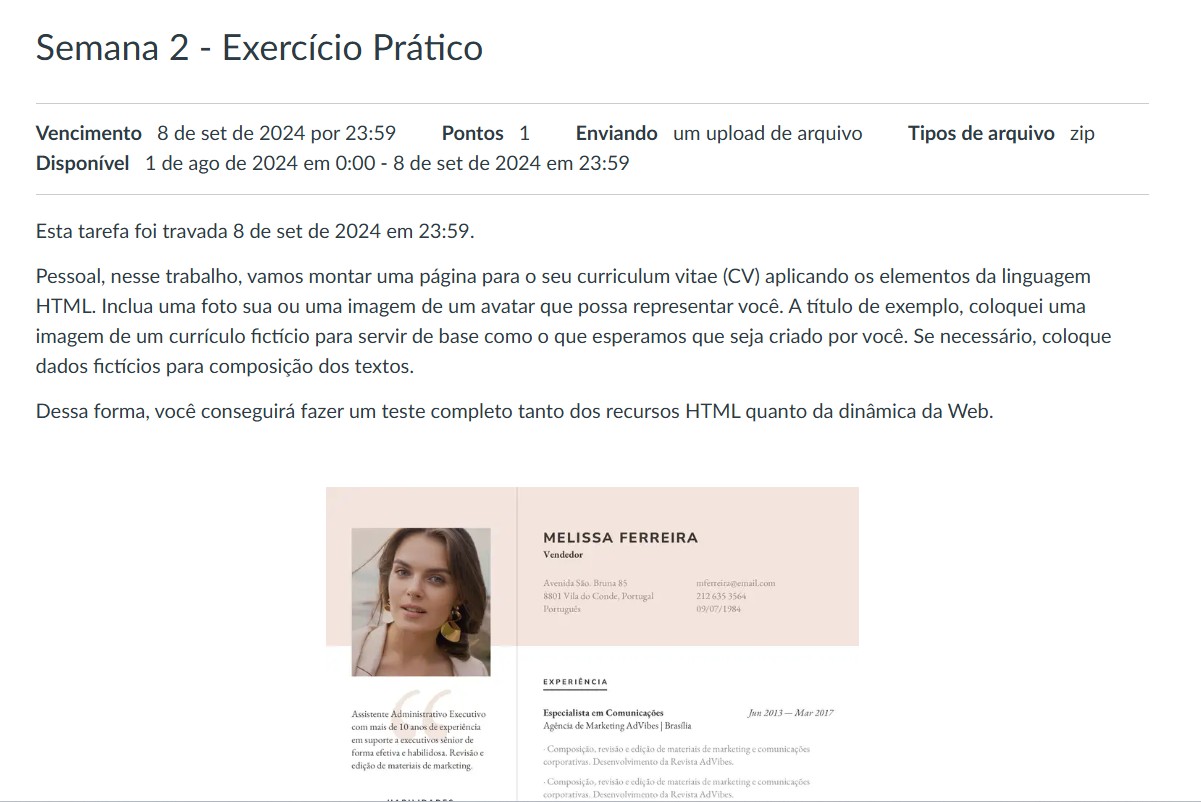 Semana 2 - Exercício Prático
Vencimento 8 de set de 2024 por 23:59 Pontos 1 Enviando um upload de arquivo Tipos de arquivo zip
Disponível 1 de ago de 2024 em 0:00 - 8 de set de 2024 em 23:59
Esta tarefa foi travada 8 de set de 2024 em 23:59.
Pessoal, nesse trabalho, vamos montar uma página para o seu curriculum vitae (CV) aplicando os elementos da linguagem
HTML. Inclua uma foto sua ou uma imagem de um avatar que possa representar você. A título de exemplo, coloquei uma
imagem de um currículo fictício para servir de base como o que esperamos que seja criado por você. Se necessário, coloque
dados fictícios para composição dos textos.
Dessa forma, você conseguirá fazer um teste completo tanto dos recursos HTML quanto da dinâmica da Web.
MELISSA FERREIRA
Vendedor
Avenida São. Bruna 85
8801 Vila do Conde, Portugal
Português
mferreira@email.com
212 635 3564
09/07/1984
Assistente Administrativo Executivo
com mais de 10 anos de experiência
em suporte a executivos sênior de
forma efetiva e habilidosa. Revisão e
edição de materiais de marketing.
HABILIDADES
EXPERIÊNCIA
Especialista em Comunicações Jun 2013 — Mar 2017
Agência de Marketing AdVibes | Brasília
· Composição, revisão e edição de materiais de marketing e comunicações
corporativas. Desenvolvimento da Revista AdVibes.
· Composição, revisão e edição de materiais de marketing e comunicações
corporativas. Desenvolvimento da Revista AdVibes.